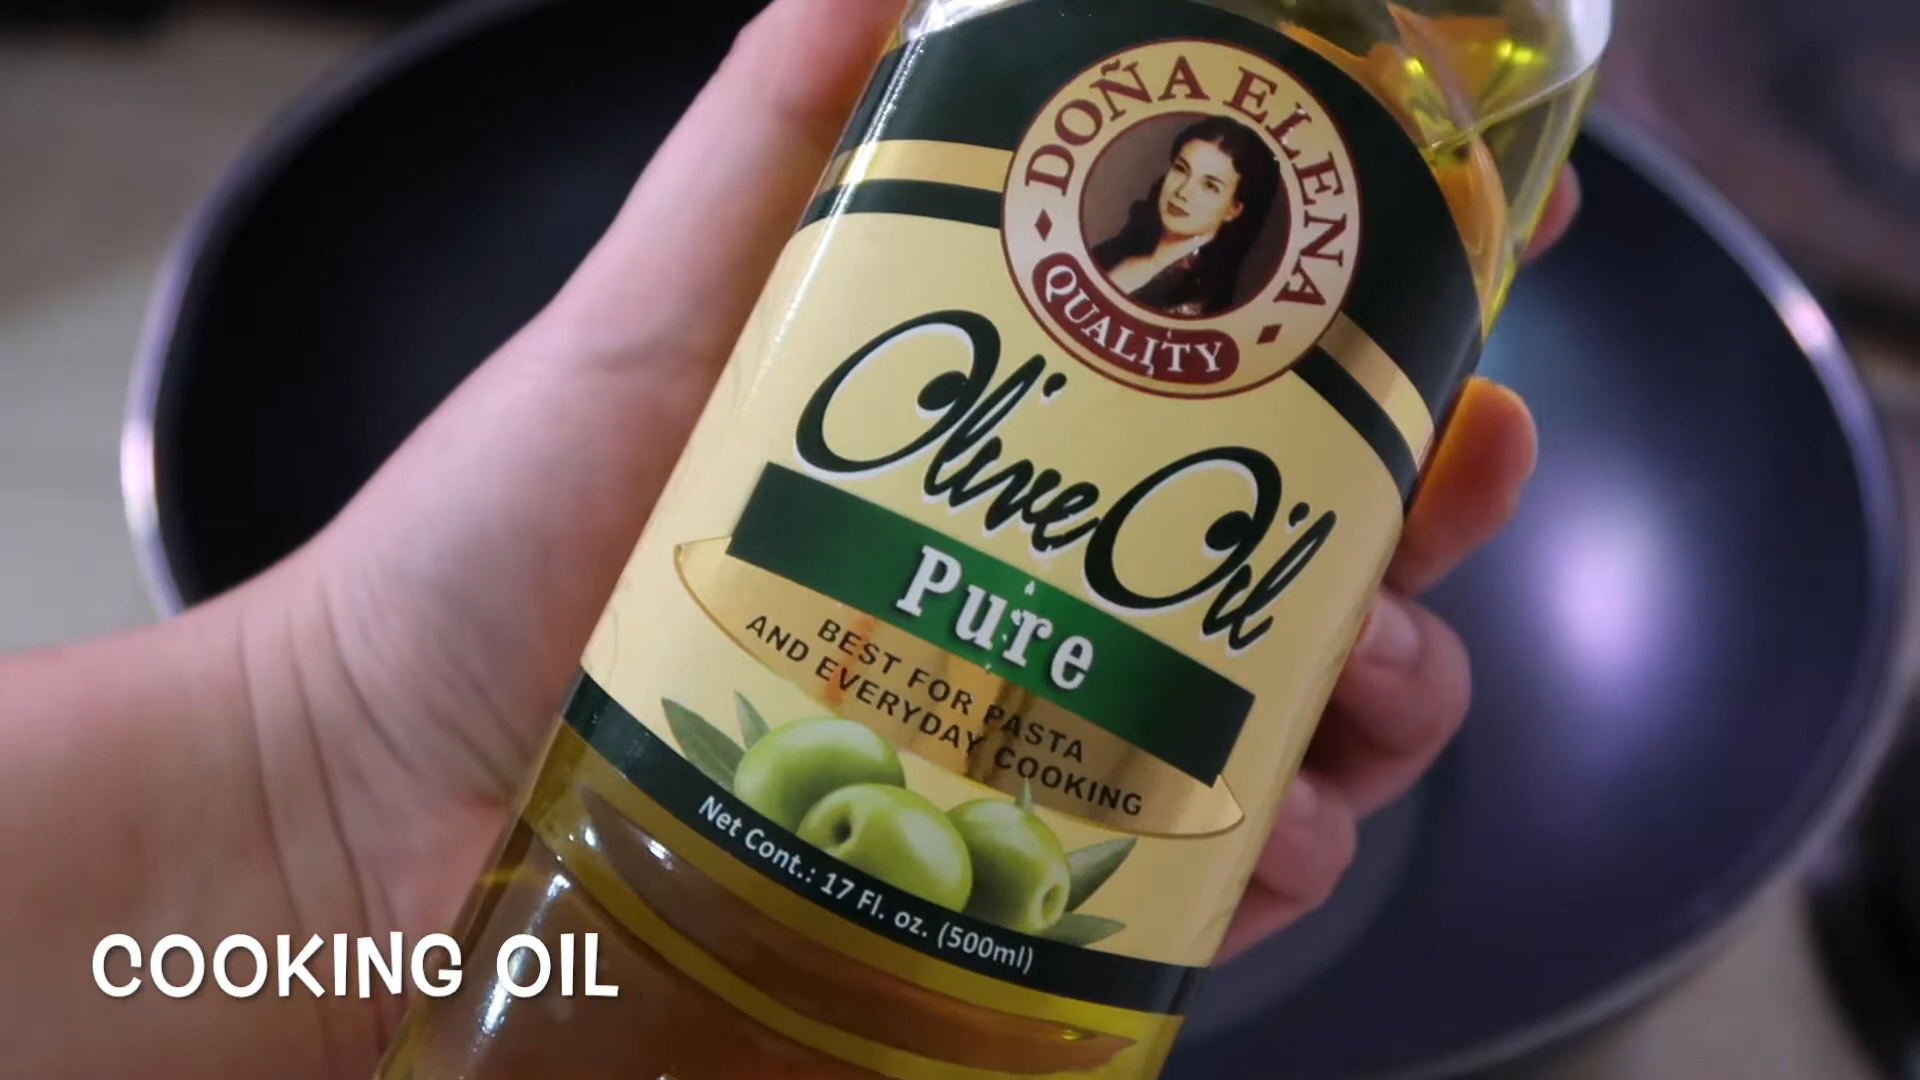 DOÑA ELENA
QUALITY
Olive Oil
Pure
BEST FOR PASTA
AND EVERYDAY COOKING
Net Cont.: 17 Fl. oz. (500ml)
COOKING OIL